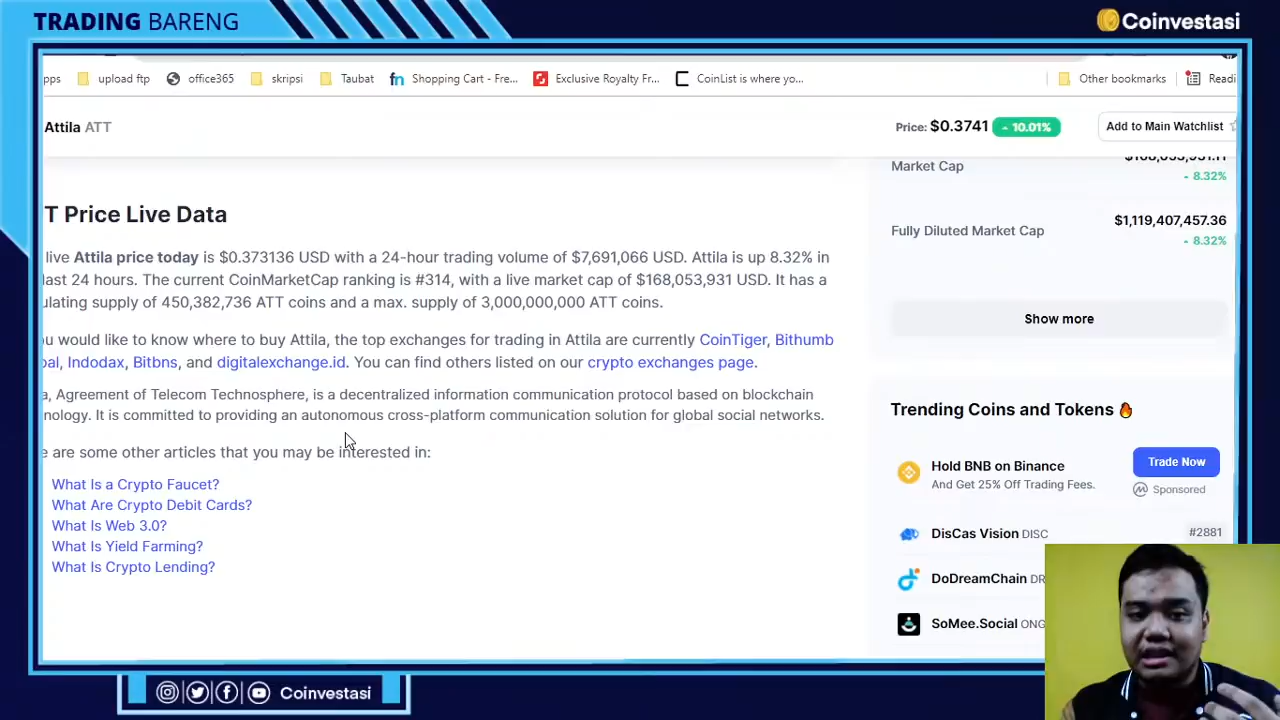 TRADING BARENG
Coinvestasi
pps
upload ftp
office365
skripsi
Taubat
Shopping Cart - Fre...
Exclusive Royalty Fr...
CoinList is where yo...
Other bookmarks
Readi
Attila ATT
Price: $0.3741
10.01%
Add to Main Watchlist
Market Cap
$168,053,931.11
8.32%
T Price Live Data
Fully Diluted Market Cap
$1,119,407,457.36
8.32%
live Attila price today is $0.373136 USD with a 24-hour trading volume of $7,691,066 USD. Attila is up 8.32% in
last 24 hours. The current CoinMarketCap ranking is #314, with a live market cap of $168,053,931 USD. It has a
ulating supply of 450,382,736 ATT coins and a max. supply of 3,000,000,000 ATT coins.
u would like to know where to buy Attila, the top exchanges for trading in Attila are currently CoinTiger, Bithumb
bal, Indodax, Bitbns, and digitalexchange.id. You can find others listed on our crypto exchanges page.
a, Agreement of Telecom Technosphere, is a decentralized information communication protocol based on blockchain
nology. It is committed to providing an autonomous cross-platform communication solution for global social networks.
e are some other articles that you may be interested in:
What Is a Crypto Faucet?
What Are Crypto Debit Cards?
What Is Web 3.0?
What Is Yield Farming?
What Is Crypto Lending?
Show more
Trending Coins and Tokens
Hold BNB on Binance
And Get 25% Off Trading Fees.
Trade Now
Sponsored
DisCas Vision DISC
#2881
DoDreamChain DR
SoMee.Social ONG
Coinvestasi